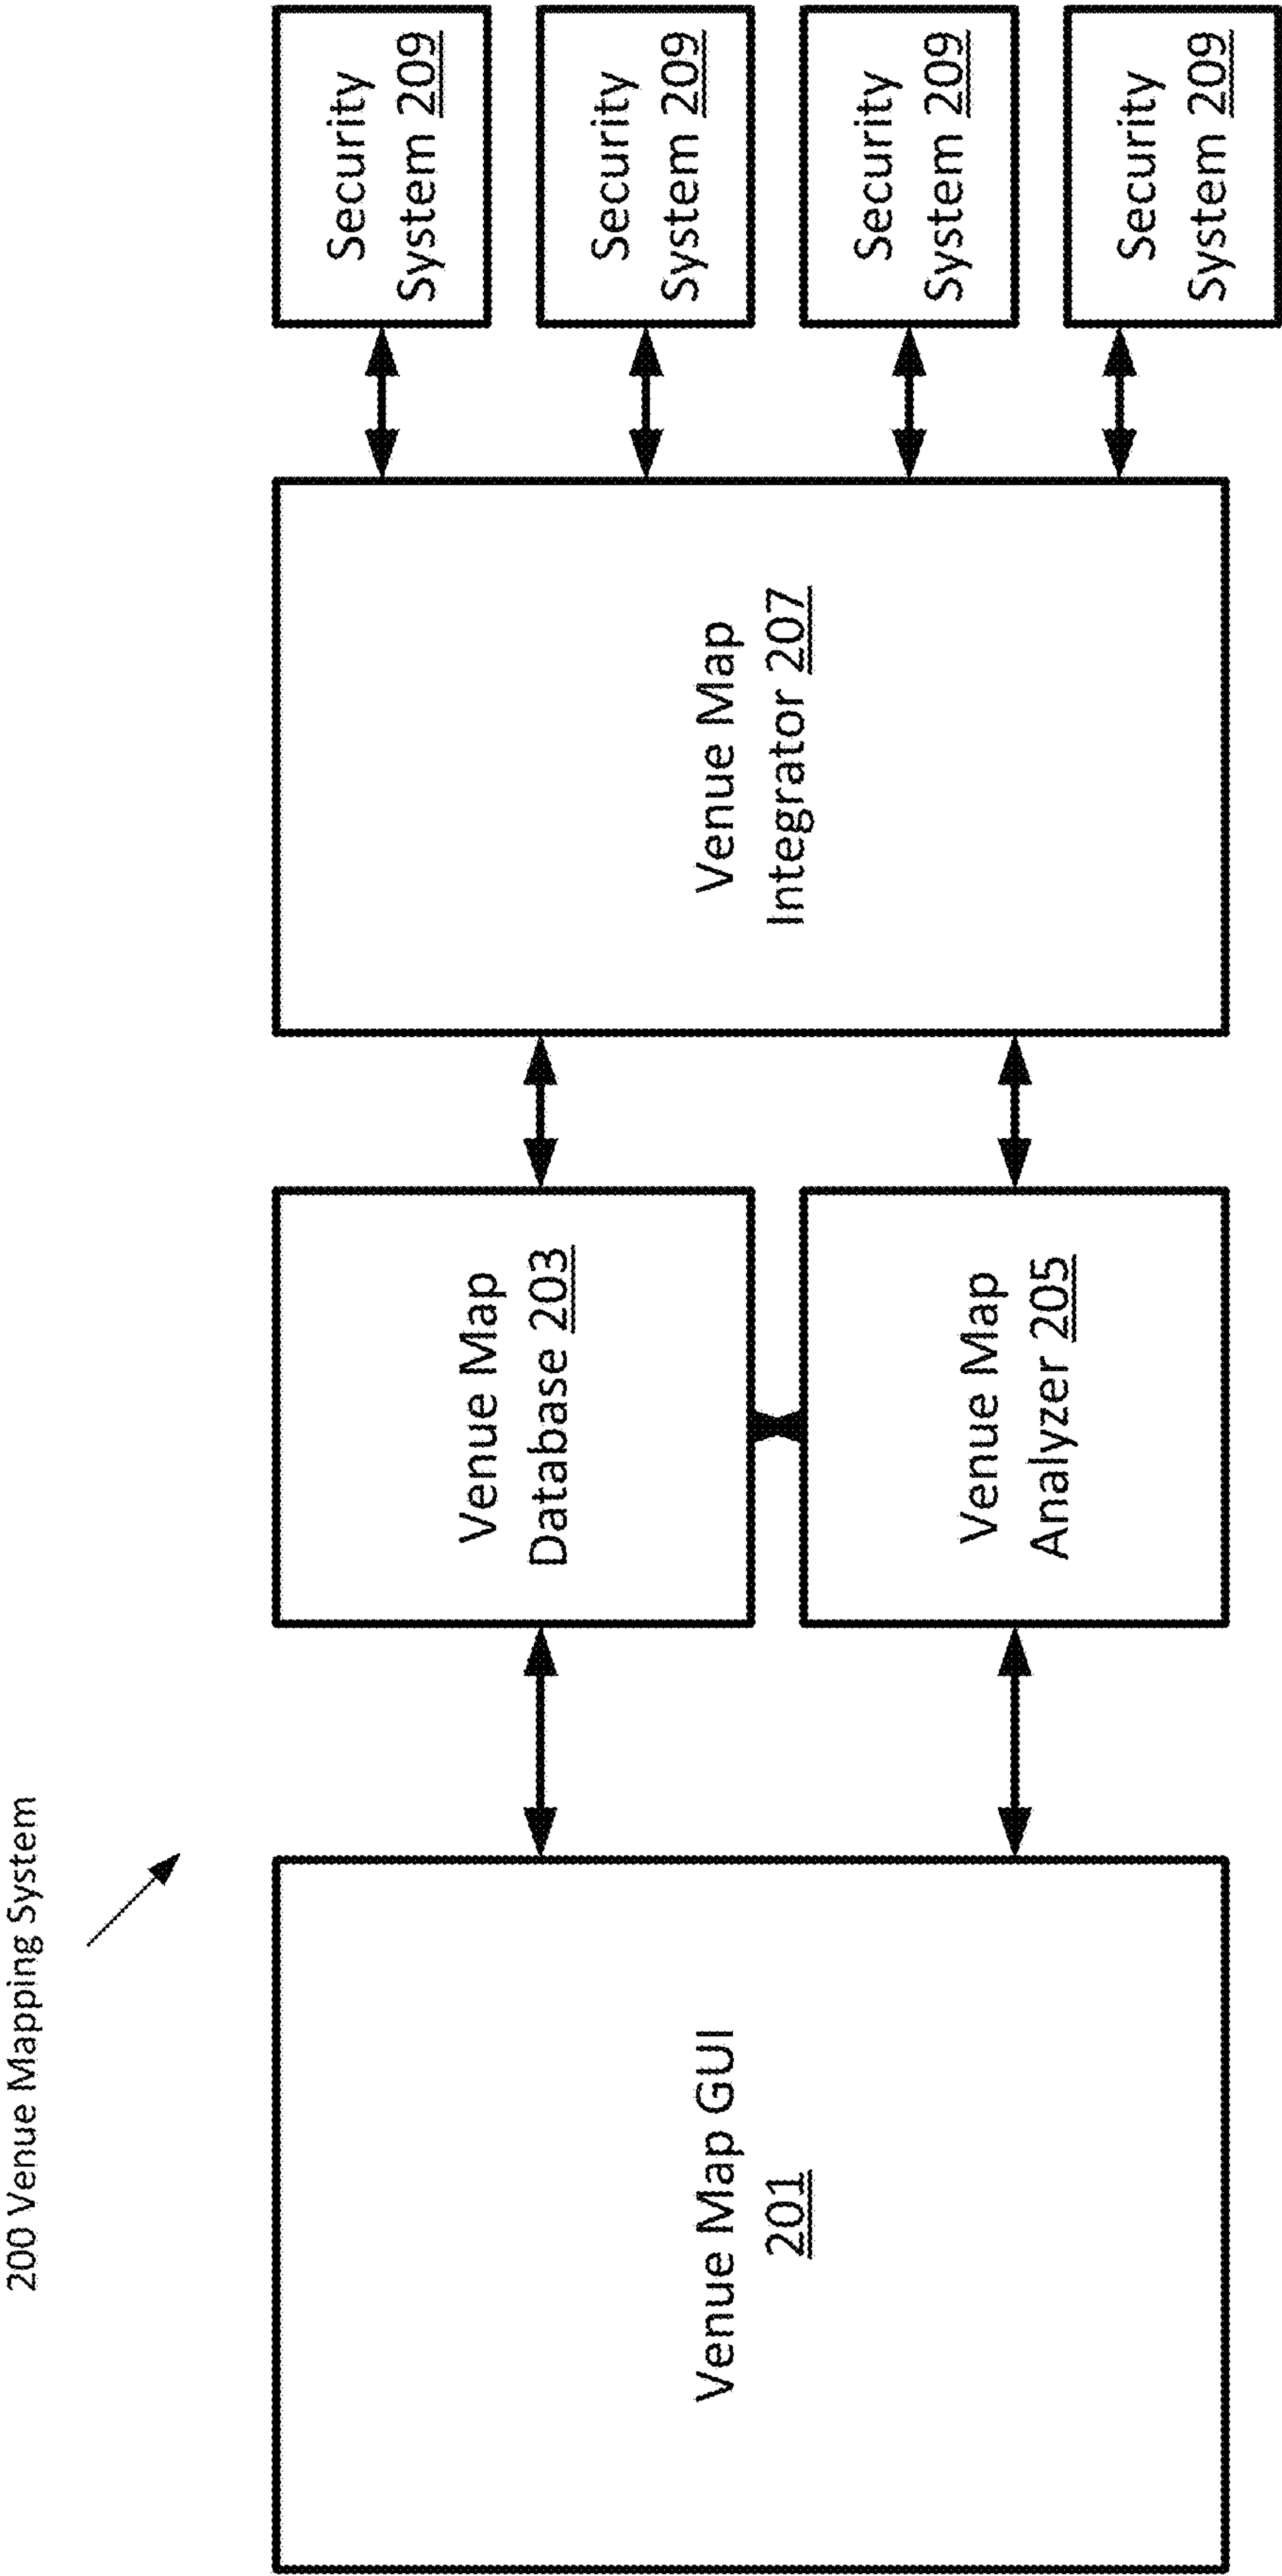 200 Venue Mapping System
Venue Map GUI
201
Venue Map
Database 203
Venue Map
Analyzer 205
Venue Map
Integrator 207
Security
System 209
Security
System 209
Security
System 209
Security
System 209